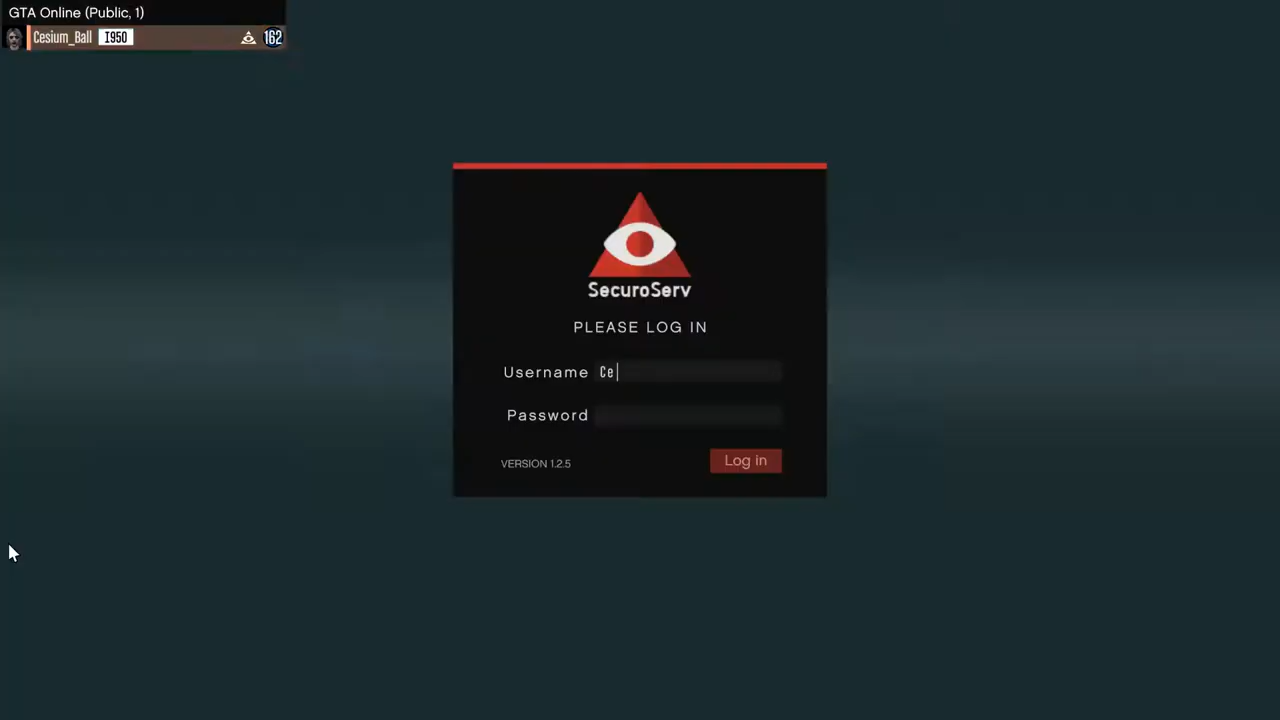 GTA Online (Public, 1)
Cesium_Ball I950 162
SecuroServ
PLEASE LOG IN
Username Ce
Password
VERSION 1.2.5 Log in